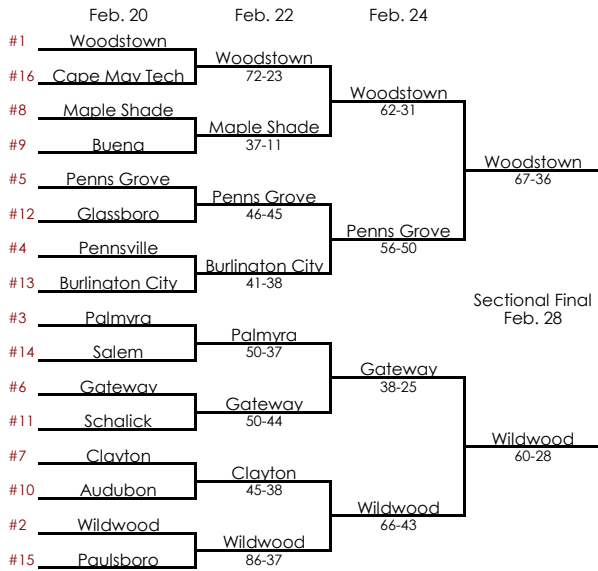 Feb. 20 Feb. 22 Feb. 24
#1 Woodstown
Woodstown
72-23
#16 Cape May Tech
Woodstown
62-31
#8 Maple Shade
Maple Shade
37-11
#9 Buena
Woodstown
67-36
#5 Penns Grove
Penns Grove
46-45
#12 Glassboro
Penns Grove
56-50
#4 Pennsville
Burlington City
41-38
#13 Burlington City
Sectional Final
Feb. 28
#3 Palmyra
Palmyra
50-37
#14 Salem
Gateway
38-25
#6 Gateway
Gateway
50-44
#11 Schalick
Wildwood
60-28
#7 Clayton
Clayton
45-38
#10 Audubon
Wildwood
66-43
#2 Wildwood
Wildwood
86-37
#15 Paulsboro